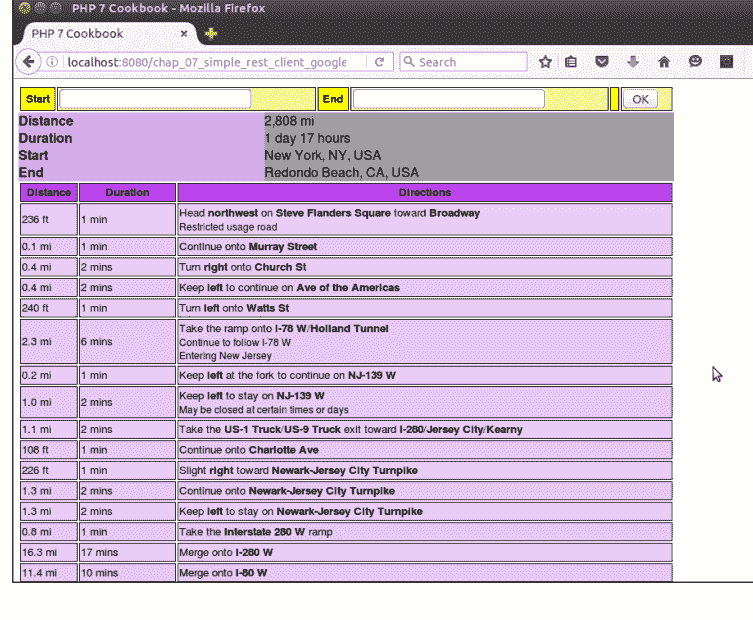 PHP 7 Cookbook - Mozilla Firefox
PHP 7 Cookbook
localhost:8080/chap_07_simple_rest_client_google
Search
Start End OK
Distance 2,808 mi
Duration 1 day 17 hours
Start New York, NY, USA
End Redondo Beach, CA, USA
Distance Duration Directions
236 ft 1 min Head northwest on Steve Flanders Square toward Broadway
Restricted usage road
0.1 mi 1 min Continue onto Murray Street
0.4 mi 2 mins Turn right onto Church St
0.4 mi 2 mins Keep left to continue on Ave of the Americas
240 ft 1 min Turn left onto Watts St
2.3 mi 6 mins Take the ramp onto I-78 W/Holland Tunnel
Continue to follow I-78 W
Entering New Jersey
0.2 mi 1 min Keep left at the fork to continue on NJ-139 W
1.0 mi 2 mins Keep left to stay on NJ-139 W
May be closed at certain times or days
1.1 mi 2 mins Take the US-1 Truck/US-9 Truck exit toward I-280/Jersey City/Kearny
108 ft 1 min Continue onto Charlotte Ave
226 ft 1 min Slight right toward Newark-Jersey City Turnpike
1.3 mi 2 mins Continue onto Newark-Jersey City Turnpike
1.3 mi 2 mins Keep left to stay on Newark-Jersey City Turnpike
0.8 mi 1 min Take the Interstate 280 W ramp
16.3 mi 17 mins Merge onto I-280 W
11.4 mi 10 mins Merge onto I-80 W